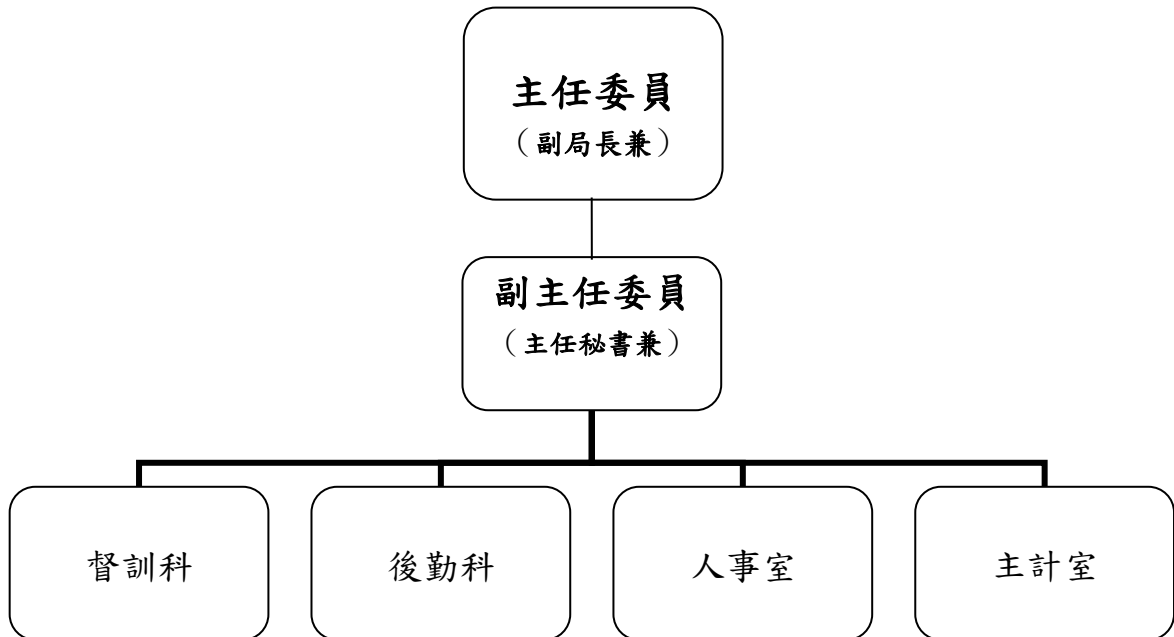 主任委員
（副局長兼）
副主任委員
（主任秘書兼）
督訓科
後勤科
人事室
主計室